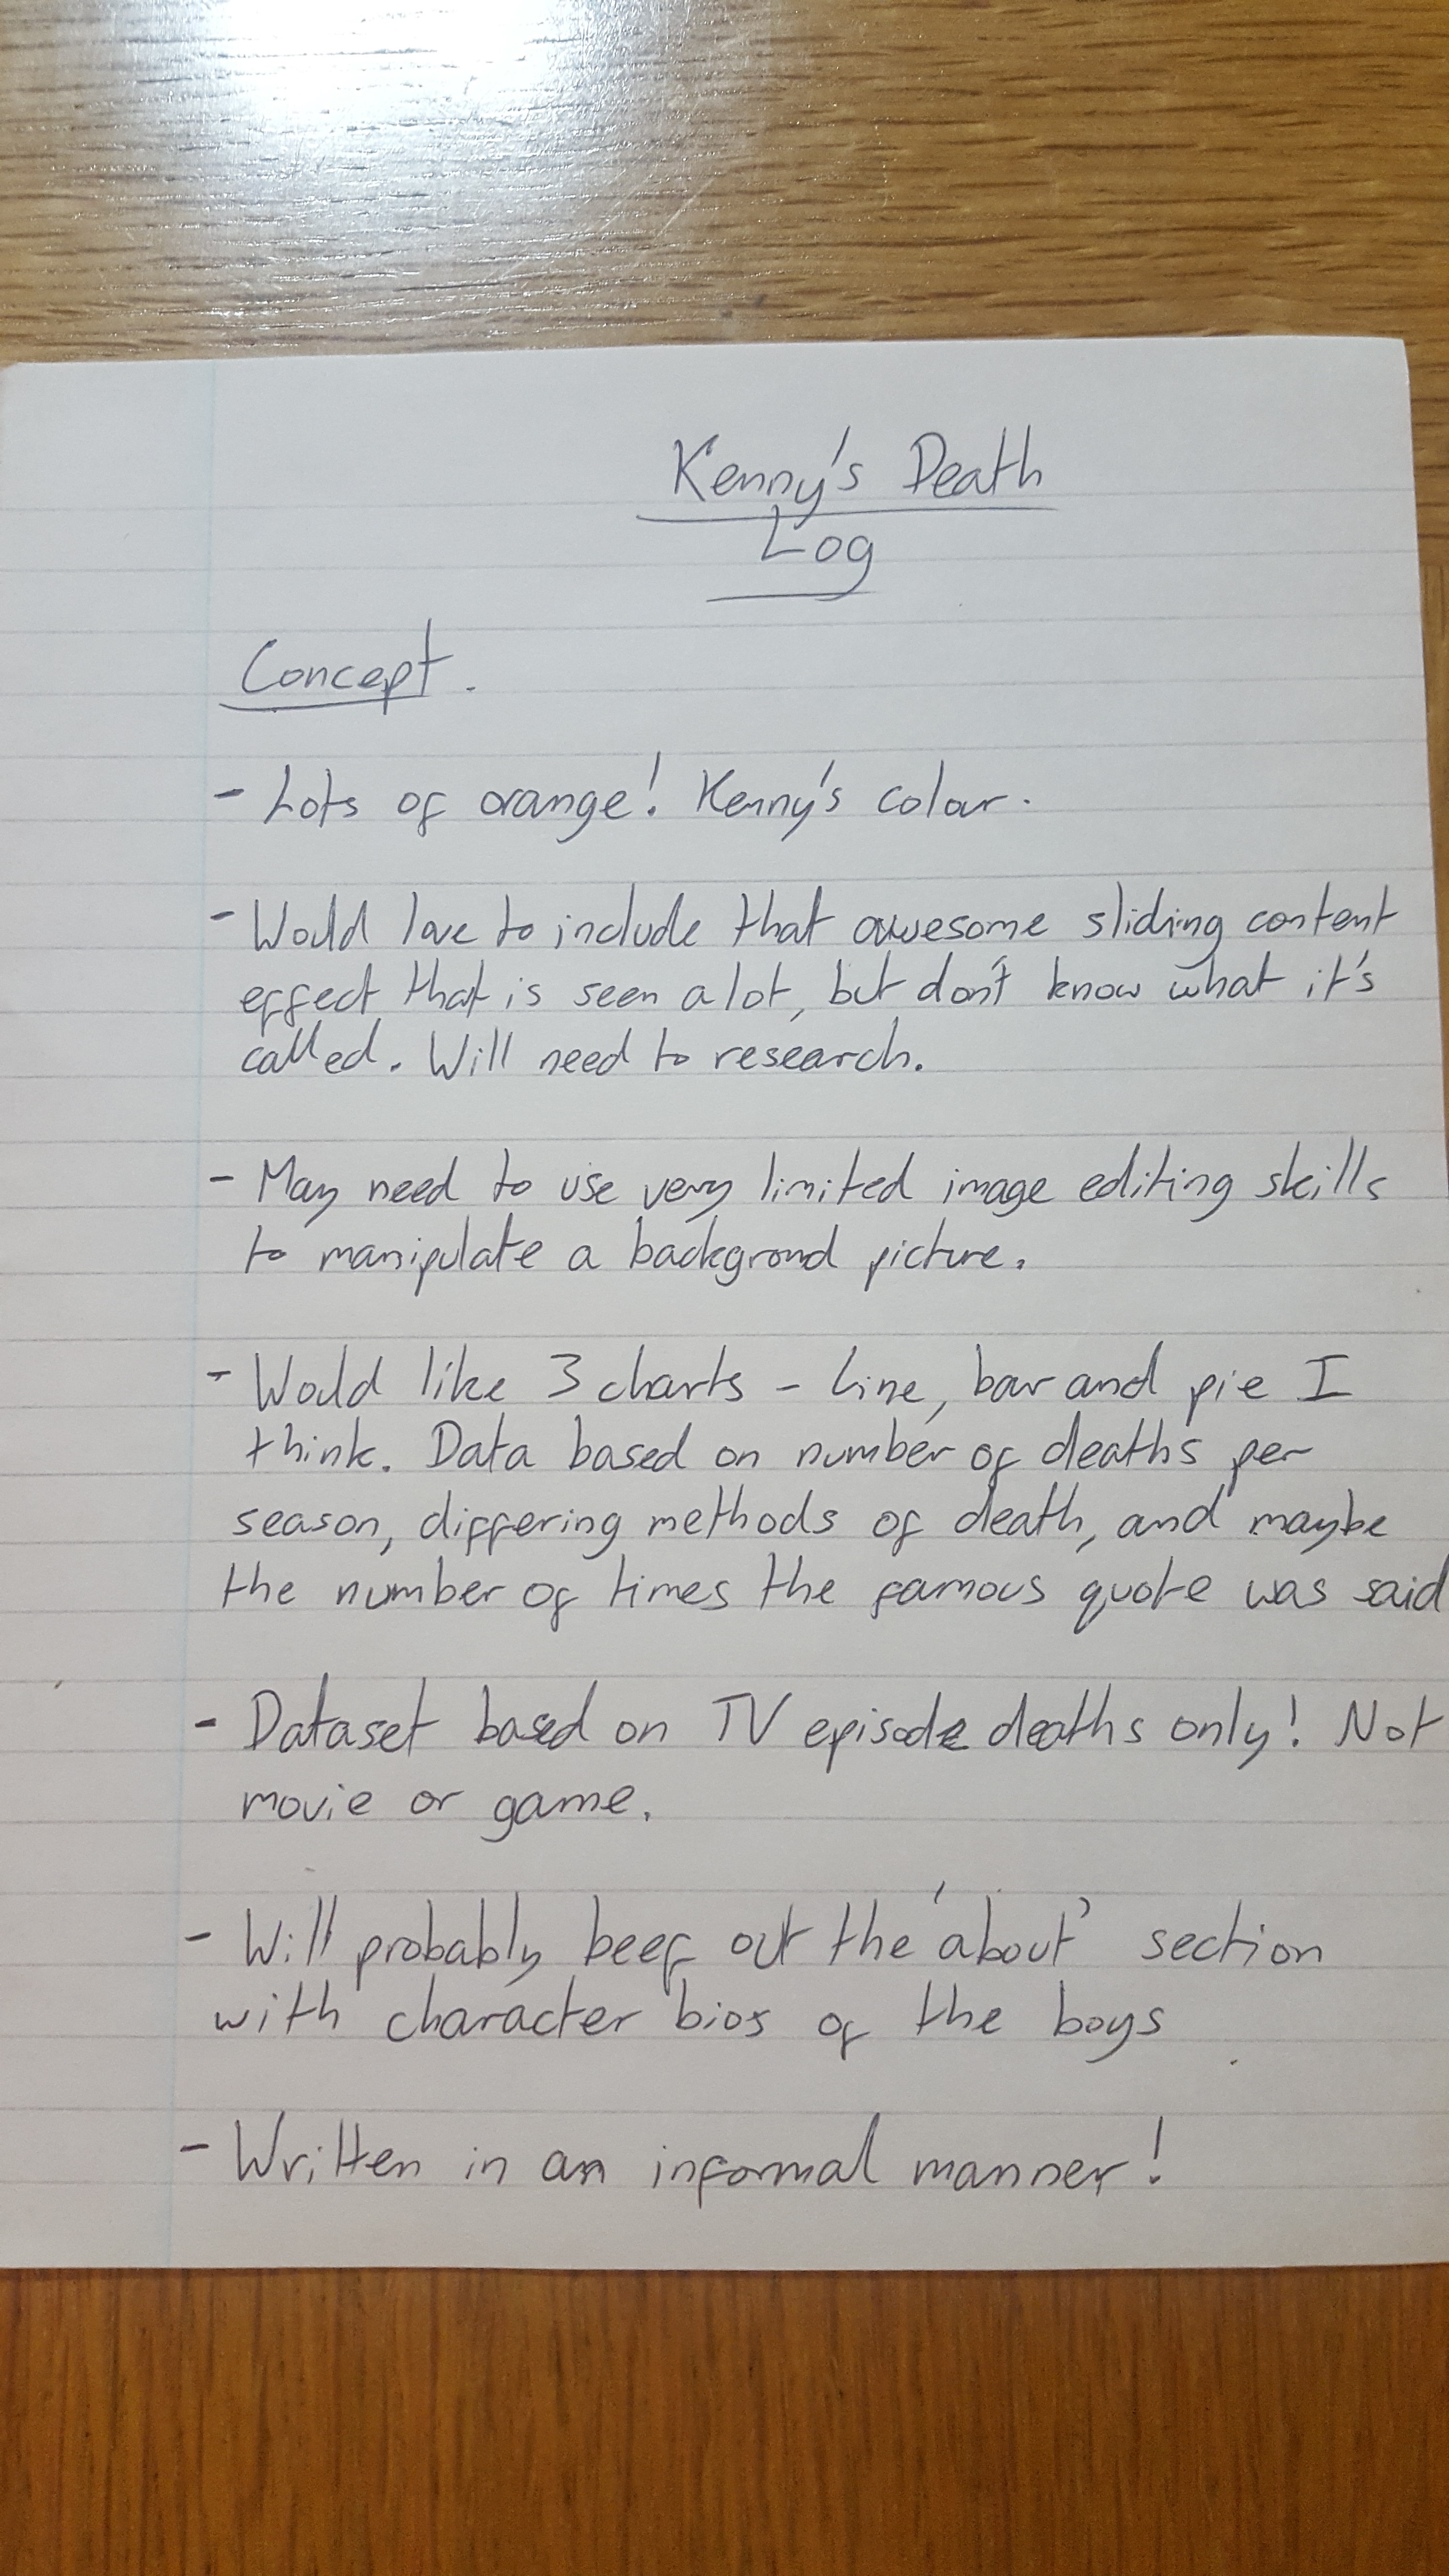 Kenny's Death
Log
Concept.
- Lots of orange! Kenny's colour.
- Would love to include that awesome sliding content
effect that is seen a lot, but don't know what it's
called. Will need to research.
- May need to use very limited image editing skills
to manipulate a background picture.
- Would like 3 charts - Line, bar and pie I
think. Data based on number of deaths per
season, differing methods of death, and maybe
the number of times the famous quote was said
- Dataset based on TV episode deaths only! Not
movie or game.
- Will probably beef out the 'about' section
with character bios of the boys
- Written in an informal manner!